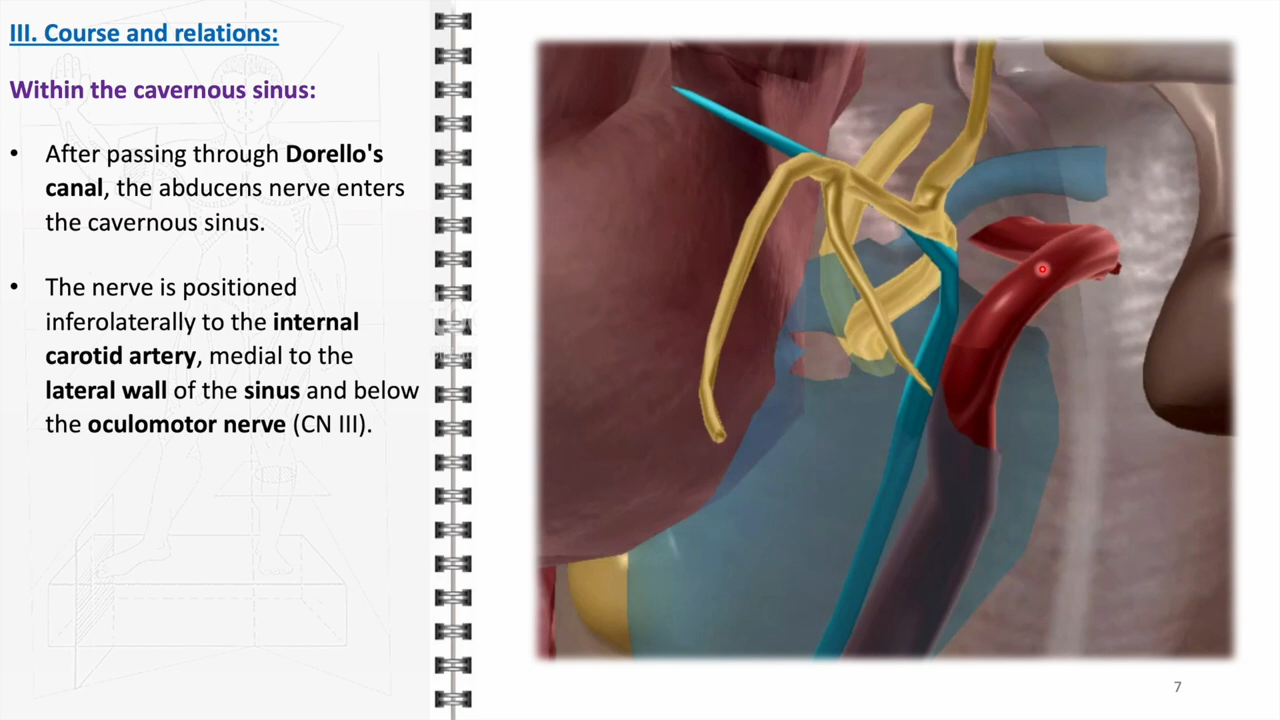 III. Course and relations:
Within the cavernous sinus:
• After passing through Dorello's
canal, the abducens nerve enters
the cavernous sinus.
• The nerve is positioned
inferolaterally to the internal
carotid artery, medial to the
lateral wall of the sinus and below
the oculomotor nerve (CN III).
7